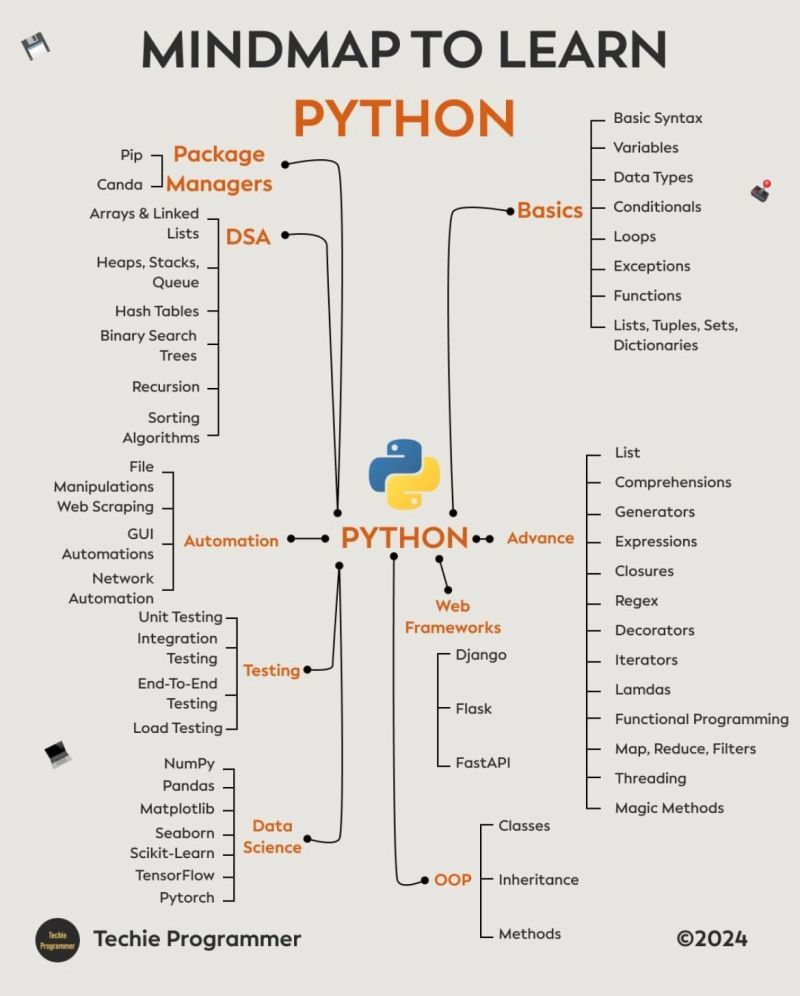 MINDMAP TO LEARN
PYTHON
Package
Managers
Pip
Canda
DSA
Arrays & Linked
Lists
Heaps, Stacks,
Queue
Hash Tables
Binary Search
Trees
Recursion
Sorting
Algorithms
Basics
Basic Syntax
Variables
Data Types
Conditionals
Loops
Exceptions
Functions
Lists, Tuples, Sets,
Dictionaries
PYTHON
Automation
File
Manipulations
Web Scraping
GUI
Automations
Network
Automation
Advance
List
Comprehensions
Generators
Expressions
Closures
Regex
Decorators
Iterators
Lamdas
Functional Programming
Map, Reduce, Filters
Threading
Magic Methods
Web
Frameworks
Django
Flask
FastAPI
Testing
Unit Testing
Integration
Testing
End-To-End
Testing
Load Testing
Data
Science
NumPy
Pandas
Matplotlib
Seaborn
Scikit-Learn
TensorFlow
Pytorch
OOP
Classes
Inheritance
Methods
Techie
Programmer
Techie Programmer
©2024